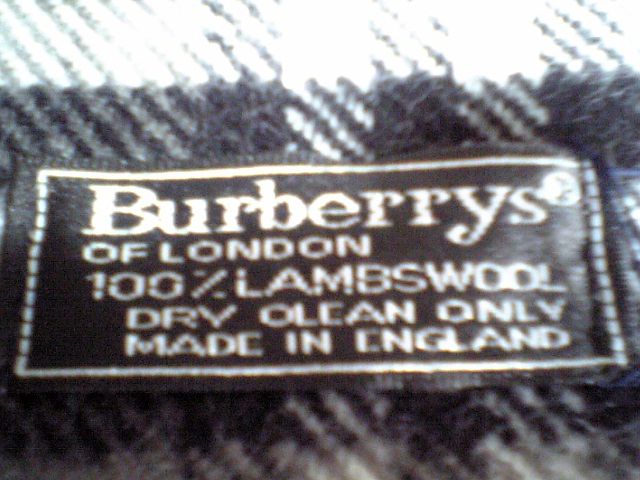 Burberrys®
OF LONDON
100% LAMBSWOOL
DRY CLEAN ONLY
MADE IN ENGLAND